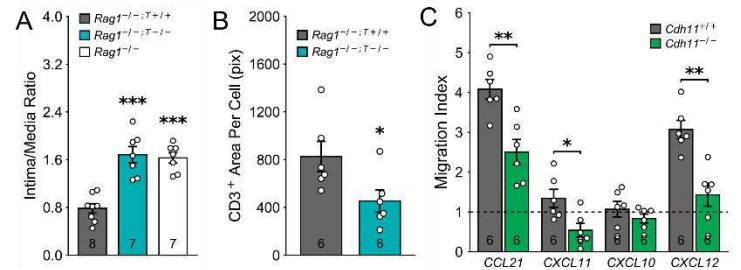 A
Rag1⁻/⁻;ᵀ⁺/⁺
Rag1⁻/⁻;ᵀ⁻/⁻
Rag1⁻/⁻
Intima/Media Ratio
3.0
2.4
1.8
1.2
0.6
0.0
***
***
8
7
7
B
Rag1⁻/⁻;ᵀ⁺/⁺
Rag1⁻/⁻;ᵀ⁻/⁻
CD3⁺ Area Per Cell (pix)
2000
1600
1200
800
400
0
*
6
6
C
Cdh11⁺/⁺
Cdh11⁻/⁻
Migration Index
6
5
4
3
2
1
0
**
*
**
6
6
6
6
6
6
6
6
CCL21
CXCL11
CXCL10
CXCL12